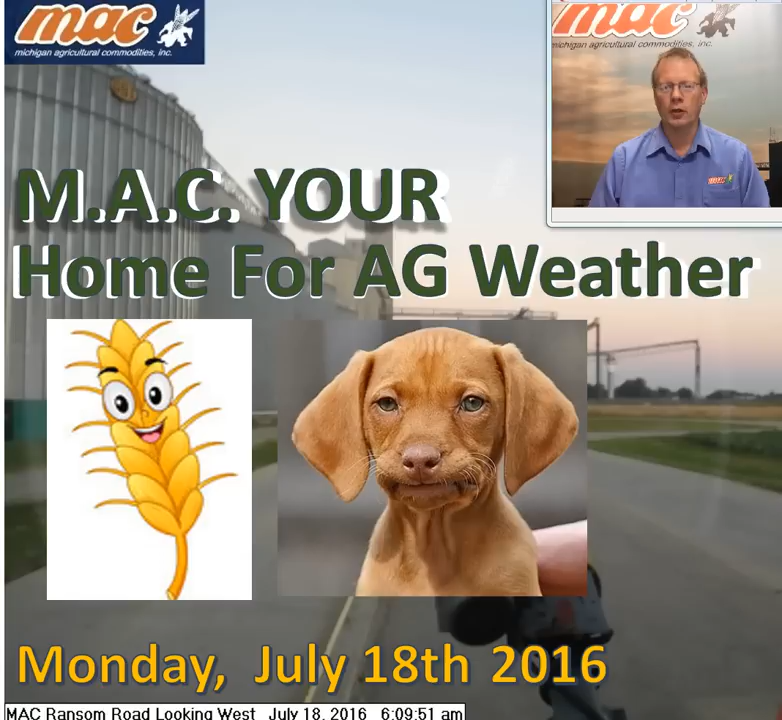 mac
michigan agricultural commodities, inc.
mac
michigan agricultural commodities, inc.
mac
M.A.C. YOUR
Home For AG Weather
Monday, July 18th 2016
MAC Ransom Road Looking West July 18, 2016 6:09:51 am